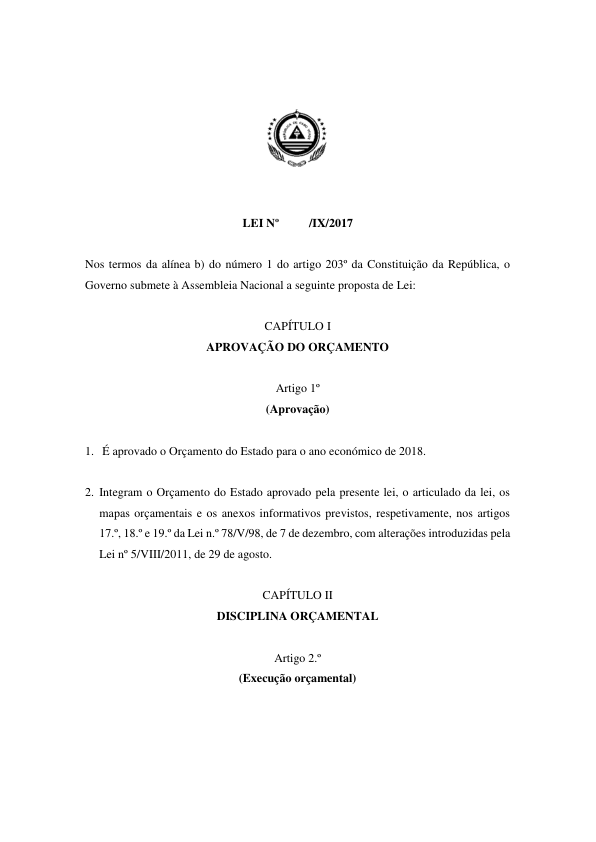 LEI Nº /IX/2017
Nos termos da alínea b) do número 1 do artigo 203º da Constituição da República, o
Governo submete à Assembleia Nacional a seguinte proposta de Lei:
CAPÍTULO I
APROVAÇÃO DO ORÇAMENTO
Artigo 1º
(Aprovação)
1. É aprovado o Orçamento do Estado para o ano económico de 2018.
2. Integram o Orçamento do Estado aprovado pela presente lei, o articulado da lei, os
mapas orçamentais e os anexos informativos previstos, respetivamente, nos artigos
17.º, 18.º e 19.º da Lei n.º 78/V/98, de 7 de dezembro, com alterações introduzidas pela
Lei nº 5/VIII/2011, de 29 de agosto.
CAPÍTULO II
DISCIPLINA ORÇAMENTAL
Artigo 2.º
(Execução orçamental)